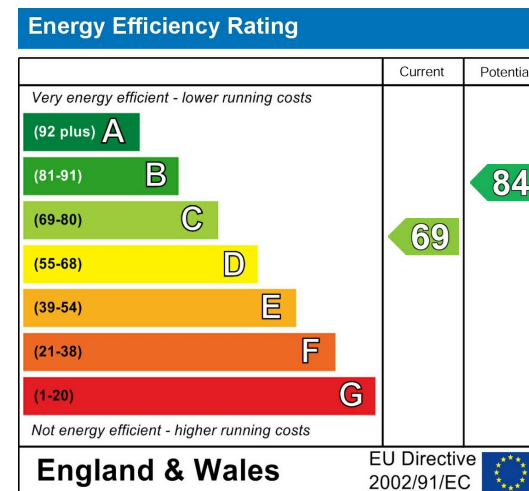 Energy Efficiency Rating
Current Potentia
Very energy efficient - lower running costs
(92 plus) A
(81-91) B
84
(69-80) C
69
(55-68) D
(39-54) E
(21-38) F
(1-20) G
Not energy efficient - higher running costs
England & Wales
EU Directive
2002/91/EC